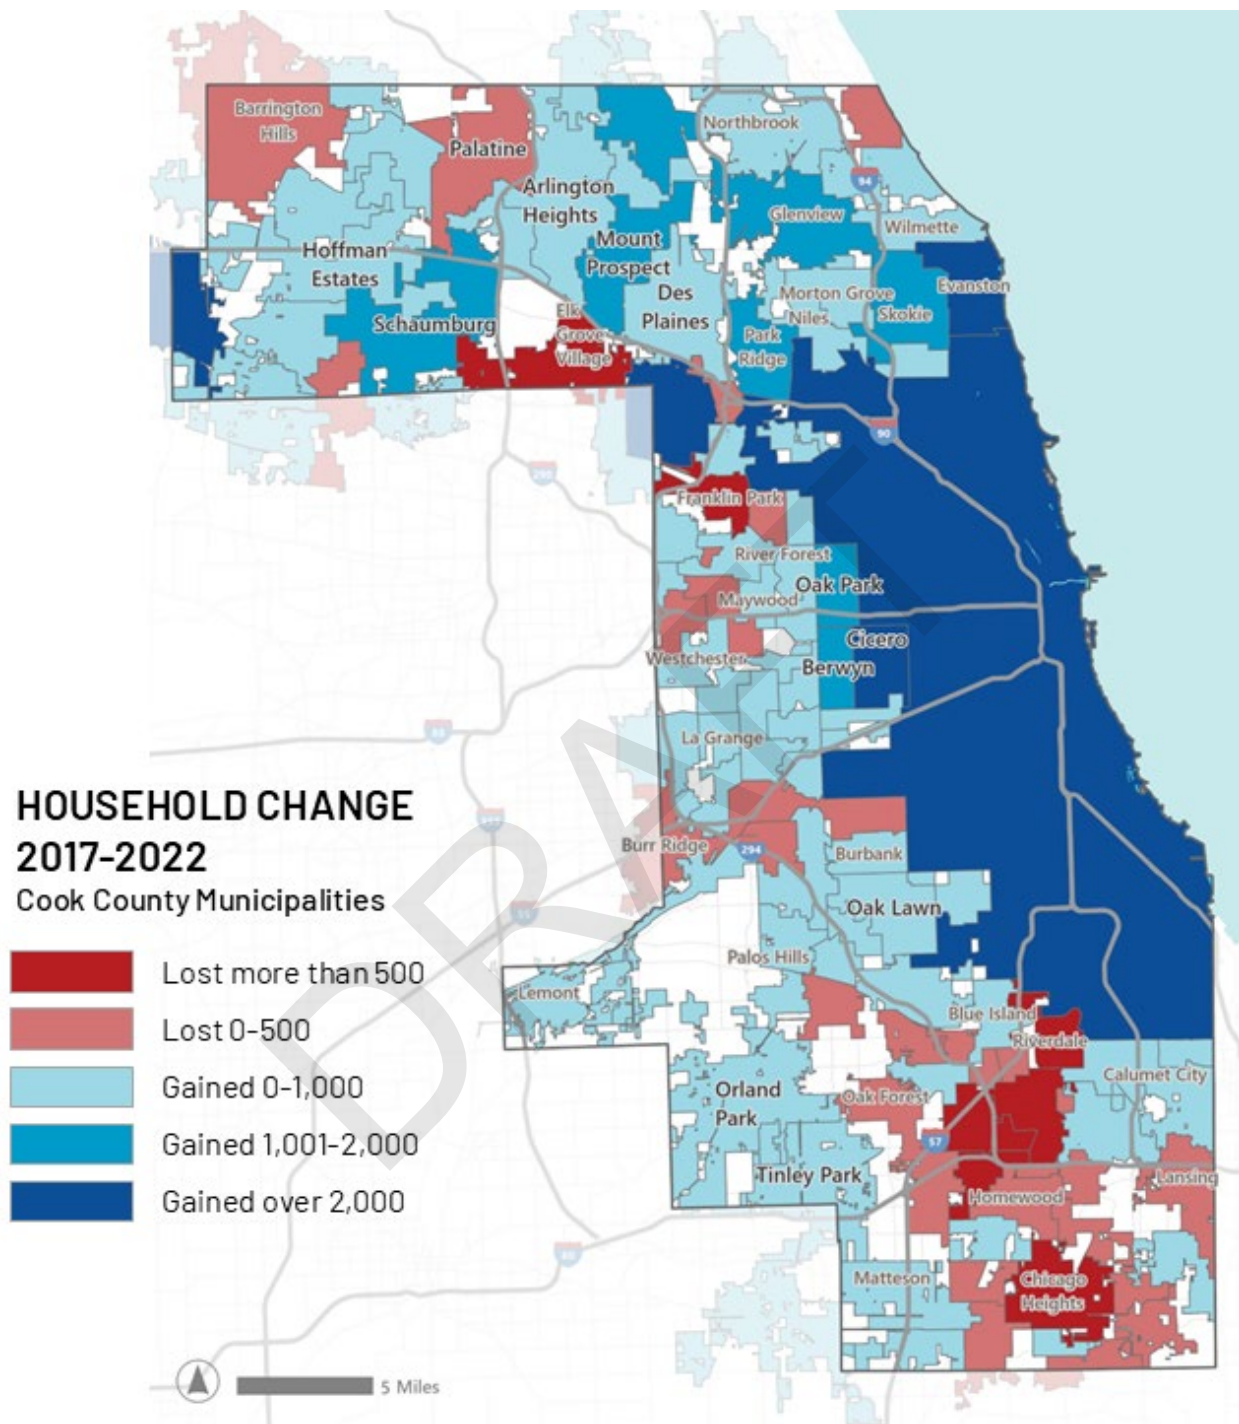 Barrington
Hills
Palatine
Northbrook
Arlington
Heights
94
Glenview
Wilmette
Hoffman
Estates
Mount
Prospect
Des
Plaines
Morton Grove
Niles
Evanston
Skokie
Schaumburg
Elk
Grove
Village
Park
Ridge
90
Franklin Park
River Forest
Oak Park
Maywood
Cicero
Westchester
Berwyn
La Grange
Burr Ridge
294
Burbank
Oak Lawn
Palos Hills
Lemont
Blue Island
Riverdale
Calumet City
Orland
Park
Oak Forest
57
Tinley Park
Homewood
Lansing
Matteson
Chicago
Heights
DRAFT
HOUSEHOLD CHANGE
2017-2022
Cook County Municipalities
Lost more than 500
Lost 0-500
Gained 0-1,000
Gained 1,001-2,000
Gained over 2,000
5 Miles